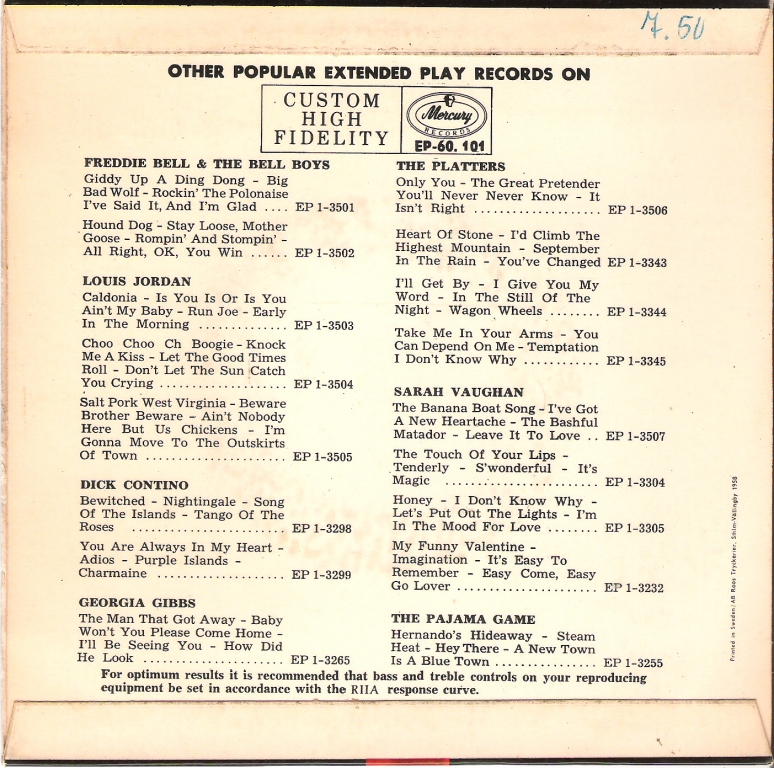 7.50
OTHER POPULAR EXTENDED PLAY RECORDS ON
CUSTOM
HIGH
FIDELITY
Mercury
RECORDS
EP-60. 101
FREDDIE BELL & THE BELL BOYS
Giddy Up A Ding Dong - Big
Bad Wolf - Rockin' The Polonaise
I've Said It, And I'm Glad .... EP 1-3501
Hound Dog - Stay Loose, Mother
Goose - Rompin' And Stompin' -
All Right, OK, You Win ...... EP 1-3502
LOUIS JORDAN
Caldonia - Is You Is Or Is You
Ain't My Baby - Run Joe - Early
In The Morning ............. EP 1-3503
Choo Choo Ch Boogie - Knock
Me A Kiss - Let The Good Times
Roll - Don't Let The Sun Catch
You Crying .................. EP 1-3504
Salt Pork West Virginia - Beware
Brother Beware - Ain't Nobody
Here But Us Chickens - I'm
Gonna Move To The Outskirts
Of Town .................... EP 1-3505
DICK CONTINO
Bewitched - Nightingale - Song
Of The Islands - Tango Of The
Roses ...................... EP 1-3298
You Are Always In My Heart -
Adios - Purple Islands -
Charmaine .................... EP 1-3299
GEORGIA GIBBS
The Man That Got Away - Baby
Won't You Please Come Home -
I'll Be Seeing You - How Did
He Look .................... EP 1-3265
THE PLATTERS
Only You - The Great Pretender
You'll Never Never Know - It
Isn't Right .................. EP 1-3506
Heart Of Stone - I'd Climb The
Highest Mountain - September
In The Rain - You've Changed EP 1-3343
I'll Get By - I Give You My
Word - In The Still Of The
Night - Wagon Wheels ........ EP 1-3344
Take Me In Your Arms - You
Can Depend On Me - Temptation
I Don't Know Why ............ EP 1-3345
SARAH VAUGHAN
The Banana Boat Song - I've Got
A New Heartache - The Bashful
Matador - Leave It To Love .. EP 1-3507
The Touch Of Your Lips -
Tenderly - S'wonderful - It's
Magic ...................... EP 1-3304
Honey - I Don't Know Why -
Let's Put Out The Lights - I'm
In The Mood For Love ........ EP 1-3305
My Funny Valentine -
Imagination - It's Easy To
Remember - Easy Come, Easy
Go Lover .................... EP 1-3232
THE PAJAMA GAME
Hernando's Hideaway - Steam
Heat - Hey There - A New Town
Is A Blue Town ............... EP 1-3255
For optimum results it is recommended that bass and treble controls on your reproducing
equipment be set in accordance with the RIIA response curve.
Printed in Sweden/AB Roos Tryckerier, Sthlm-Vällingby 1958